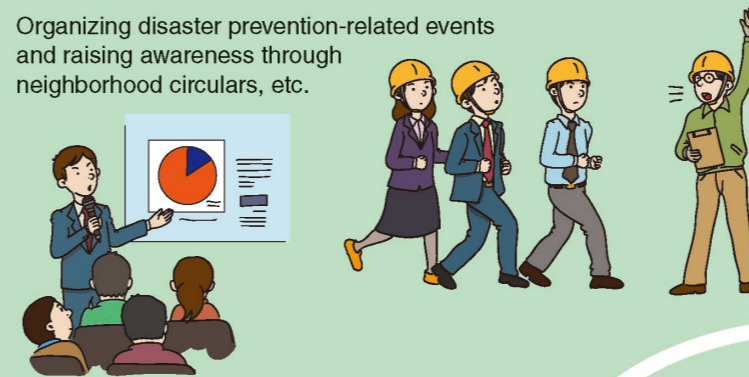 Organizing disaster prevention-related events
and raising awareness through
neighborhood circulars, etc.